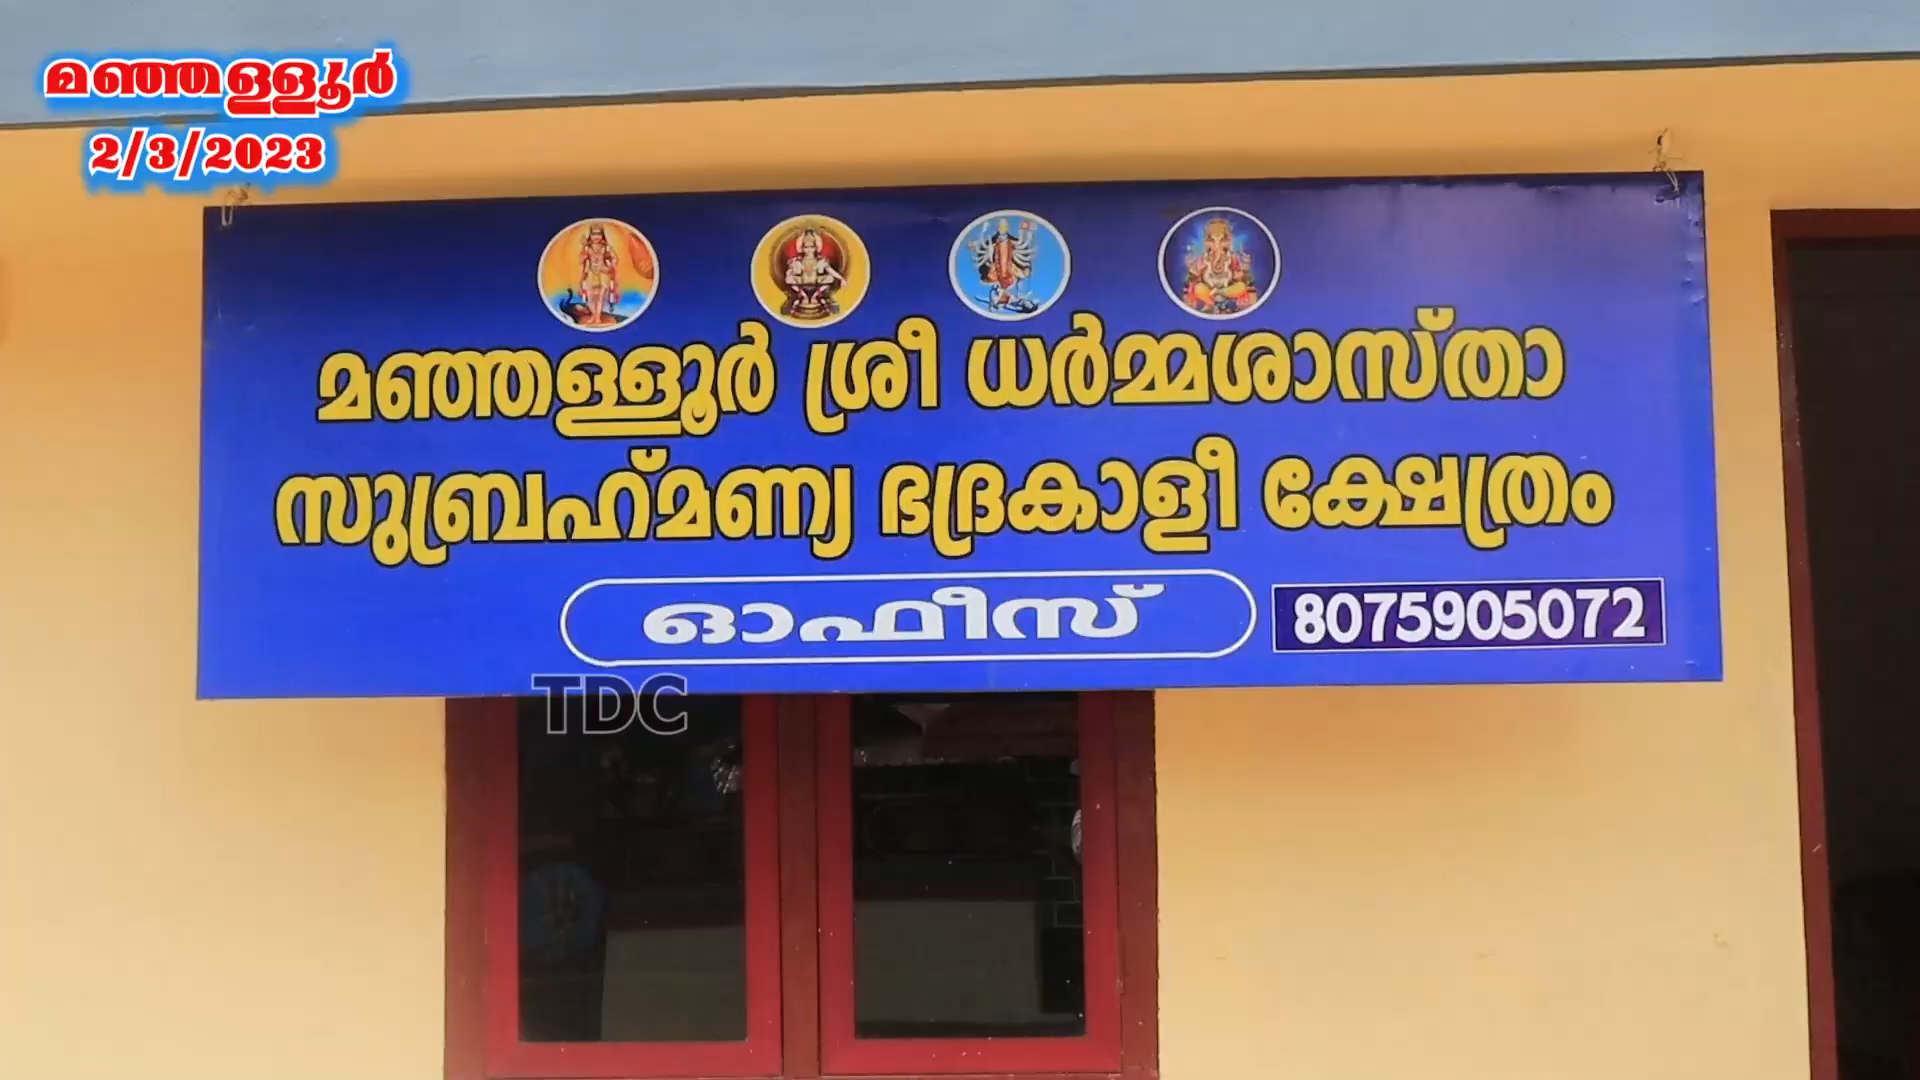 മഞ്ഞള്ളൂർ
2/3/2023
മഞ്ഞള്ളൂർ ശ്രീ ധർമ്മശാസ്താ
സുബ്രഹ്മണ്യ ഭദ്രകാളീ ക്ഷേത്രം
ഓഫീസ്
8075905072
TDC